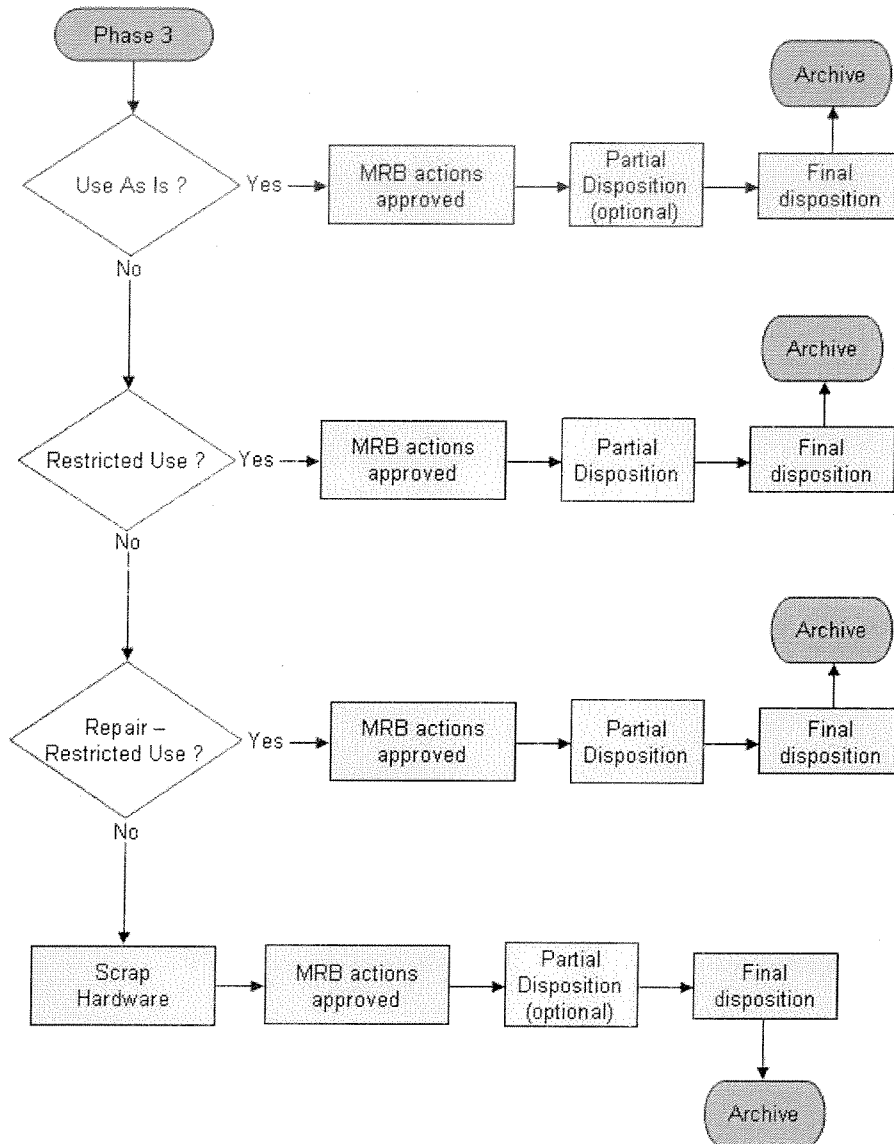 Phase 3
Archive
Use As Is ?
Yes
MRB actions
approved
Partial
Disposition
(optional)
Final
disposition
No
Archive
Restricted Use ?
Yes
MRB actions
approved
Partial
Disposition
Final
disposition
No
Archive
Repair –
Restricted Use ?
Yes
MRB actions
approved
Partial
Disposition
Final
disposition
No
Scrap
Hardware
MRB actions
approved
Partial
Disposition
(optional)
Final
disposition
Archive